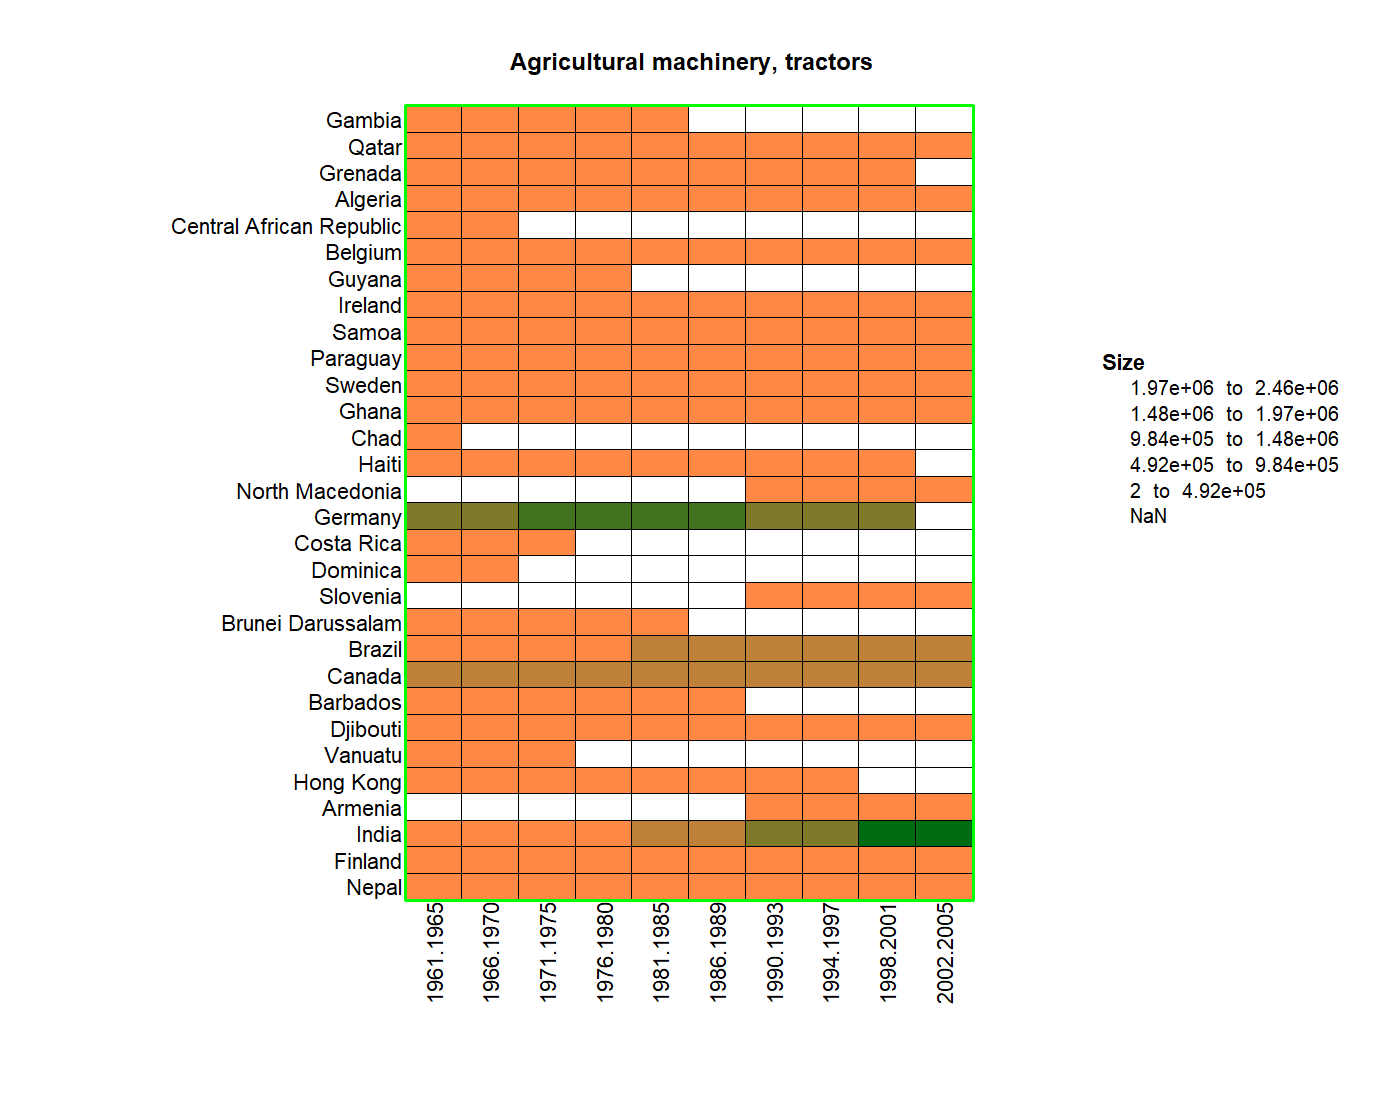 Agricultural machinery, tractors
Gambia
Qatar
Grenada
Algeria
Central African Republic
Belgium
Guyana
Ireland
Samoa
Paraguay
Sweden
Ghana
Chad
Haiti
North Macedonia
Germany
Costa Rica
Dominica
Slovenia
Brunei Darussalam
Brazil
Canada
Barbados
Djibouti
Vanuatu
Hong Kong
Armenia
India
Finland
Nepal
1961.1965
1966.1970
1971.1975
1976.1980
1981.1985
1986.1989
1990.1993
1994.1997
1998.2001
2002.2005
Size
1.97e+06 to 2.46e+06
1.48e+06 to 1.97e+06
9.84e+05 to 1.48e+06
4.92e+05 to 9.84e+05
2 to 4.92e+05
NaN